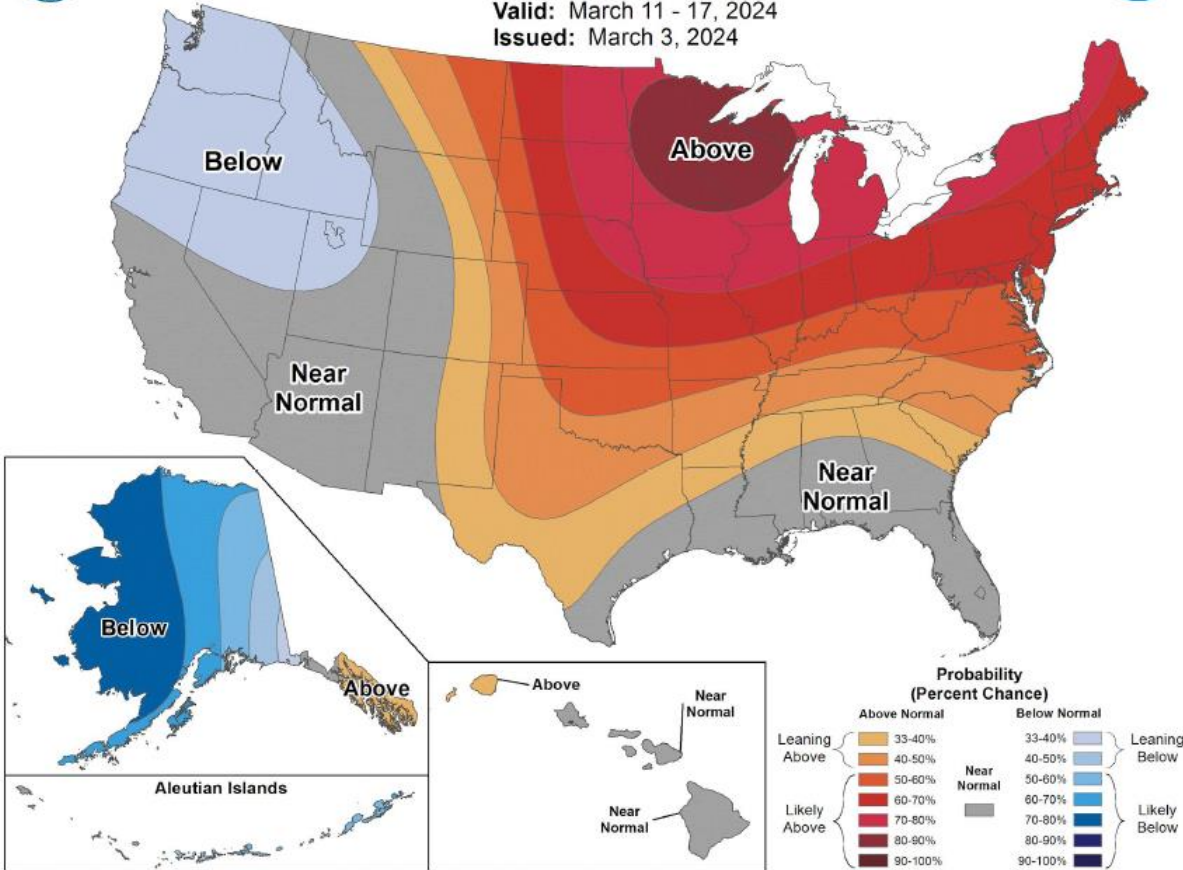 Valid: March 11 - 17, 2024
Issued: March 3, 2024
Above
Below
Near
Normal
Near
Normal
Below
Above
Aleutian Islands
Above
Near
Normal
Near
Normal
Probability
(Percent Chance)
Above Normal
Below Normal
Leaning
Above
33-40%
40-50%
Likely
Above
50-60%
60-70%
70-80%
80-90%
90-100%
Near
Normal
33-40%
40-50%
Leaning
Below
50-60%
60-70%
70-80%
80-90%
90-100%
Likely
Below